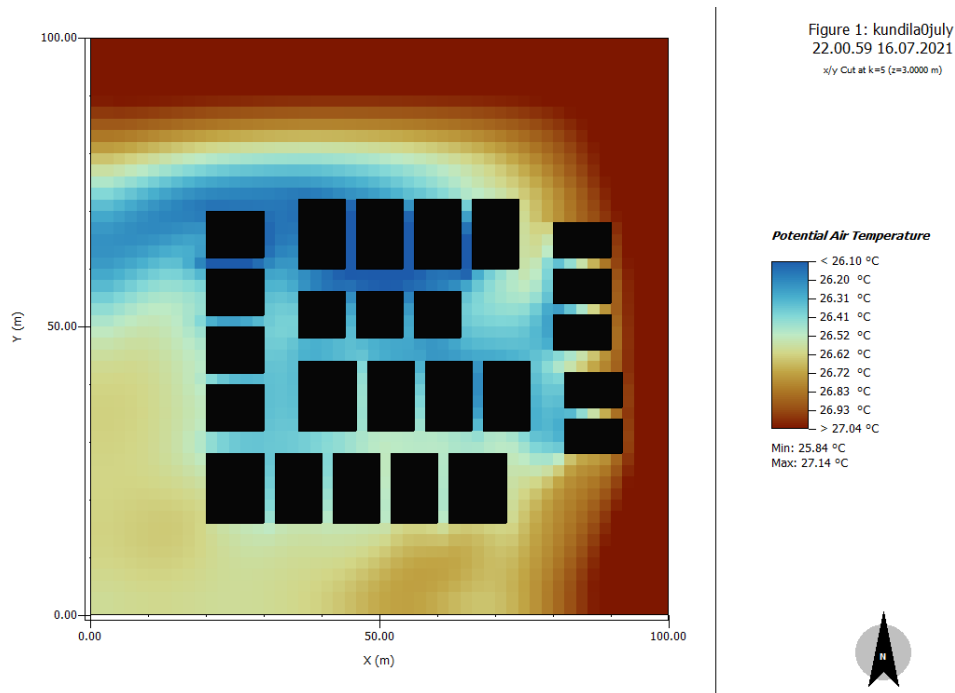 Figure 1: kundila0july
22.00.59 16.07.2021
x/y Cut at k=5 (z=3.0000 m)
100.00
50.00
0.00
Y (m)
0.00
50.00
100.00
X (m)
Potential Air Temperature
< 26.10 °C
26.20 °C
26.31 °C
26.41 °C
26.52 °C
26.62 °C
26.72 °C
26.83 °C
26.93 °C
> 27.04 °C
Min: 25.84 °C
Max: 27.14 °C
N